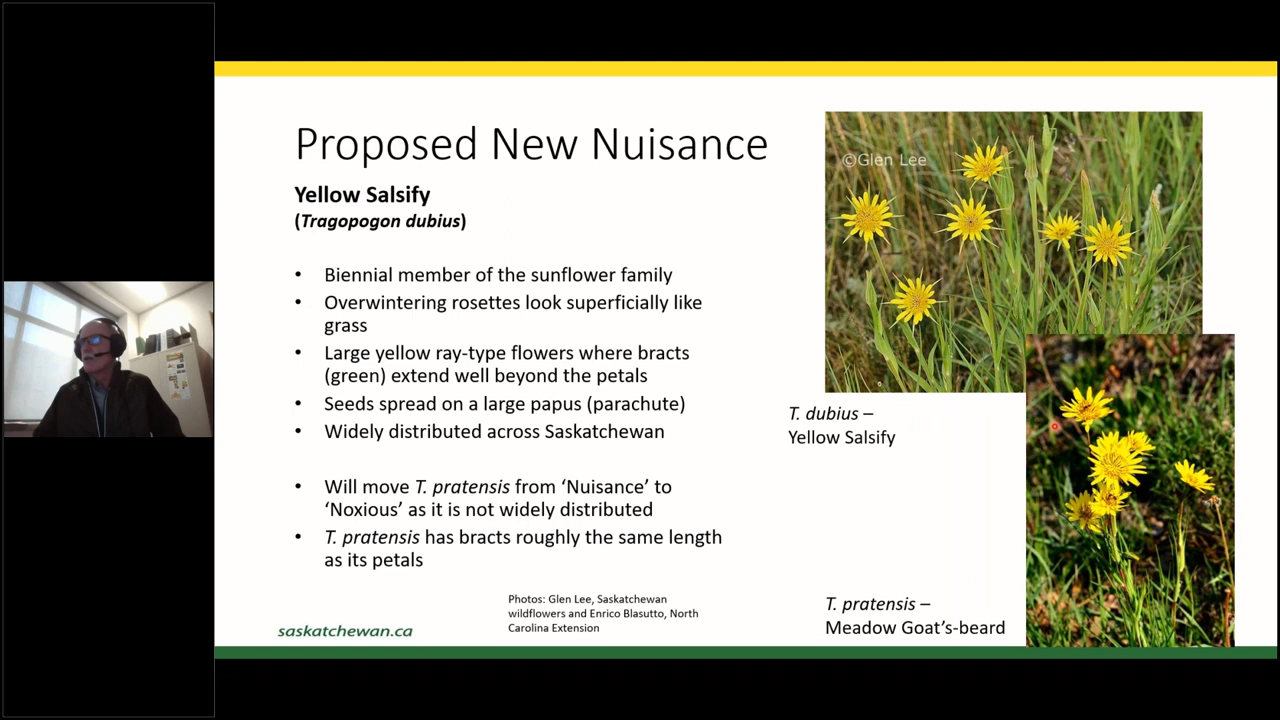 Proposed New Nuisance
Yellow Salsify
(Tragopogon dubius)
• Biennial member of the sunflower family
• Overwintering rosettes look superficially like
grass
• Large yellow ray-type flowers where bracts
(green) extend well beyond the petals
• Seeds spread on a large papus (parachute)
• Widely distributed across Saskatchewan
• Will move T. pratensis from ‘Nuisance’ to
‘Noxious’ as it is not widely distributed
• T. pratensis has bracts roughly the same length
as its petals
Photos: Glen Lee, Saskatchewan
wildflowers and Enrico Blasutto, North
Carolina Extension
saskatchewan.ca
©Glen Lee
T. dubius –
Yellow Salsify
T. pratensis –
Meadow Goat’s-beard